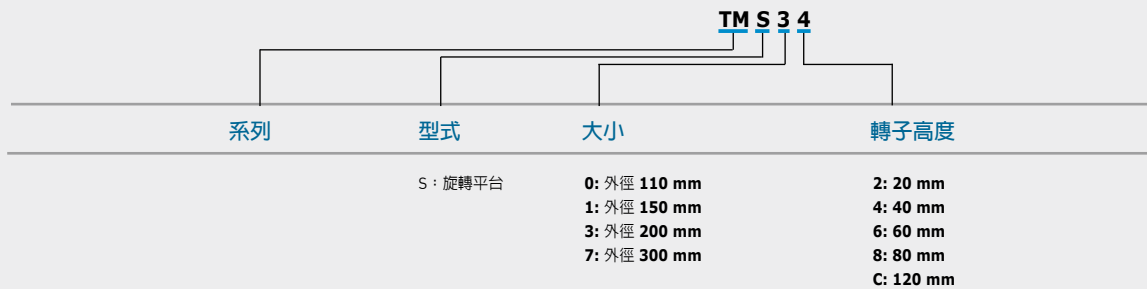 TM S 3 4
系列 型式 大小 轉子高度
S：旋轉平台 0: 外徑 110 mm 2: 20 mm
1: 外徑 150 mm 4: 40 mm
3: 外徑 200 mm 6: 60 mm
7: 外徑 300 mm 8: 80 mm
C: 120 mm